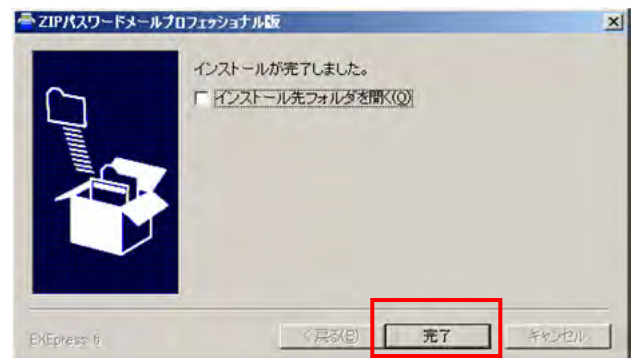 ZIPパスワードメールプロフェッショナル版
インストールが完了しました。
インストール先フォルダを開く(O)
EXEpress 6
< 戻る(B)
完了
キャンセル